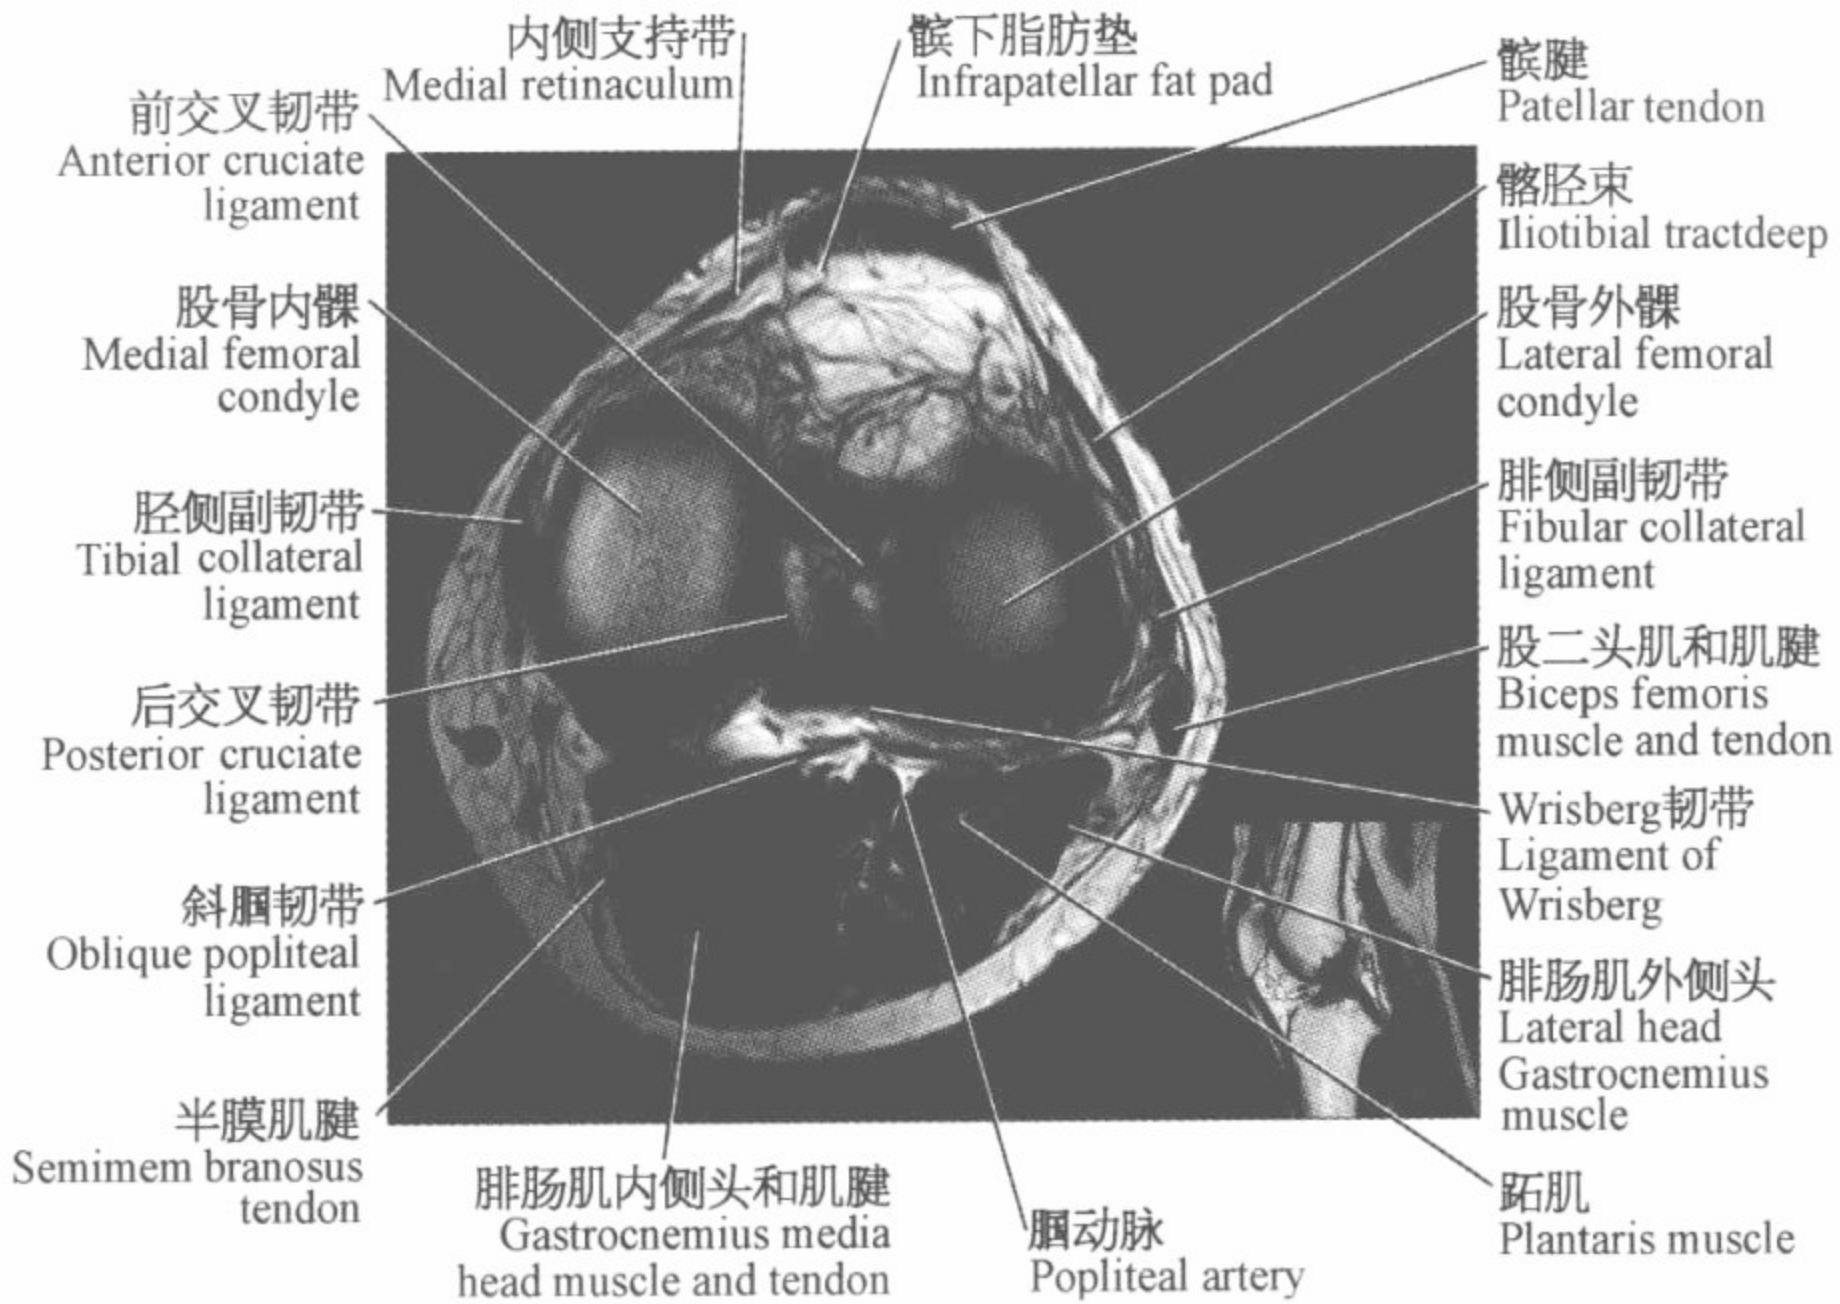 内侧支持带
Medial retinaculum
髌下脂肪垫
Infrapatellar fat pad
髌腱
Patellar tendon
前交叉韧带
Anterior cruciate
ligament
髂胫束
Iliotibial tractdeep
股骨内髁
Medial femoral
condyle
股骨外髁
Lateral femoral
condyle
胫侧副韧带
Tibial collateral
ligament
腓侧副韧带
Fibular collateral
ligament
后交叉韧带
Posterior cruciate
ligament
股二头肌和肌腱
Biceps femoris
muscle and tendon
Wrisberg韧带
Ligament of
Wrisberg
斜腘韧带
Oblique popliteal
ligament
腓肠肌外侧头
Lateral head
Gastrocnemius
muscle
半膜肌腱
Semimem branosus
tendon
腓肠肌内侧头和肌腱
Gastrocnemius media
head muscle and tendon
腘动脉
Popliteal artery
跖肌
Plantaris muscle